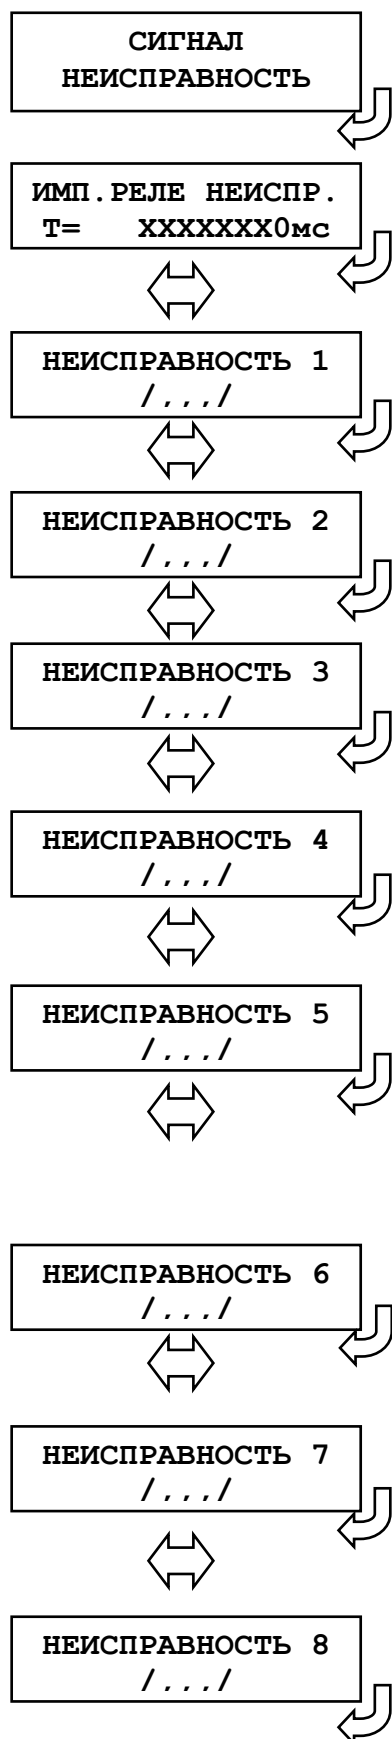 СИГНАЛ
НЕИСПРАВНОСТЬ
ИМП.РЕЛЕ НЕИСПР.
Т= ХХХХХХХ0мс
НЕИСПРАВНОСТЬ 1
/,,,/
НЕИСПРАВНОСТЬ 2
/,,,/
НЕИСПРАВНОСТЬ 3
/,,,/
НЕИСПРАВНОСТЬ 4
/,,,/
НЕИСПРАВНОСТЬ 5
/,,,/
НЕИСПРАВНОСТЬ 6
/,,,/
НЕИСПРАВНОСТЬ 7
/,,,/
НЕИСПРАВНОСТЬ 8
/,,,/